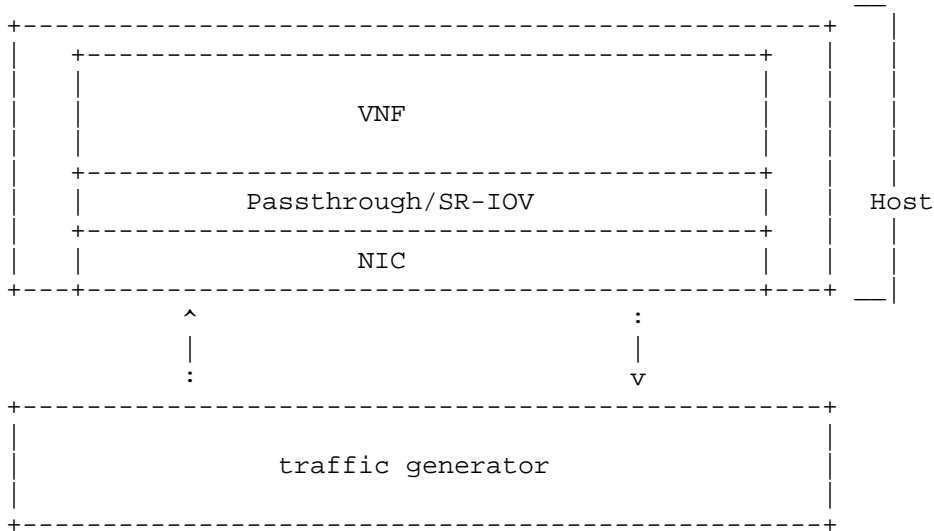 VNF
Passthrough/SR-IOV
Host
NIC
traffic generator